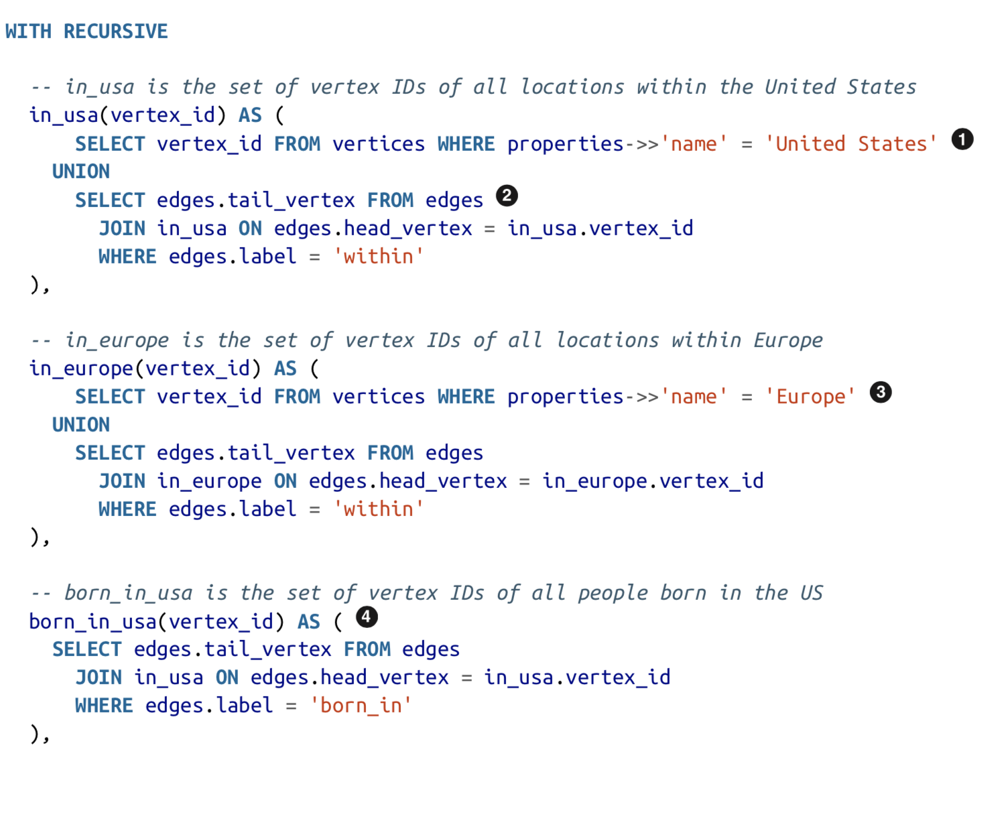 WITH RECURSIVE
-- in_usa is the set of vertex IDs of all locations within the United States
in_usa(vertex_id) AS (
SELECT vertex_id FROM vertices WHERE properties->>'name' = 'United States' ❶
UNION
SELECT edges.tail_vertex FROM edges ❷
JOIN in_usa ON edges.head_vertex = in_usa.vertex_id
WHERE edges.label = 'within'
),
-- in_europe is the set of vertex IDs of all locations within Europe
in_europe(vertex_id) AS (
SELECT vertex_id FROM vertices WHERE properties->>'name' = 'Europe' ❸
UNION
SELECT edges.tail_vertex FROM edges
JOIN in_europe ON edges.head_vertex = in_europe.vertex_id
WHERE edges.label = 'within'
),
-- born_in_usa is the set of vertex IDs of all people born in the US
born_in_usa(vertex_id) AS ( ❹
SELECT edges.tail_vertex FROM edges
JOIN in_usa ON edges.head_vertex = in_usa.vertex_id
WHERE edges.label = 'born_in'
),